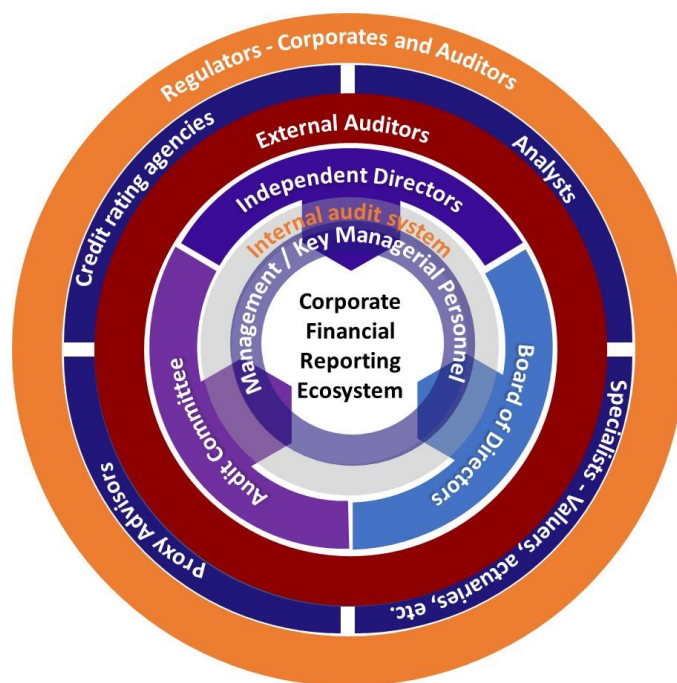 Regulators - Corporates and Auditors
Credit rating agencies
Analysts
External Auditors
Independent Directors
Internal audit system
Management / Key Managerial Personnel
Corporate
Financial
Reporting
Ecosystem
Audit Committee
Board of Directors
Proxy Advisors
Specialists - Valuers, actuaries, etc.